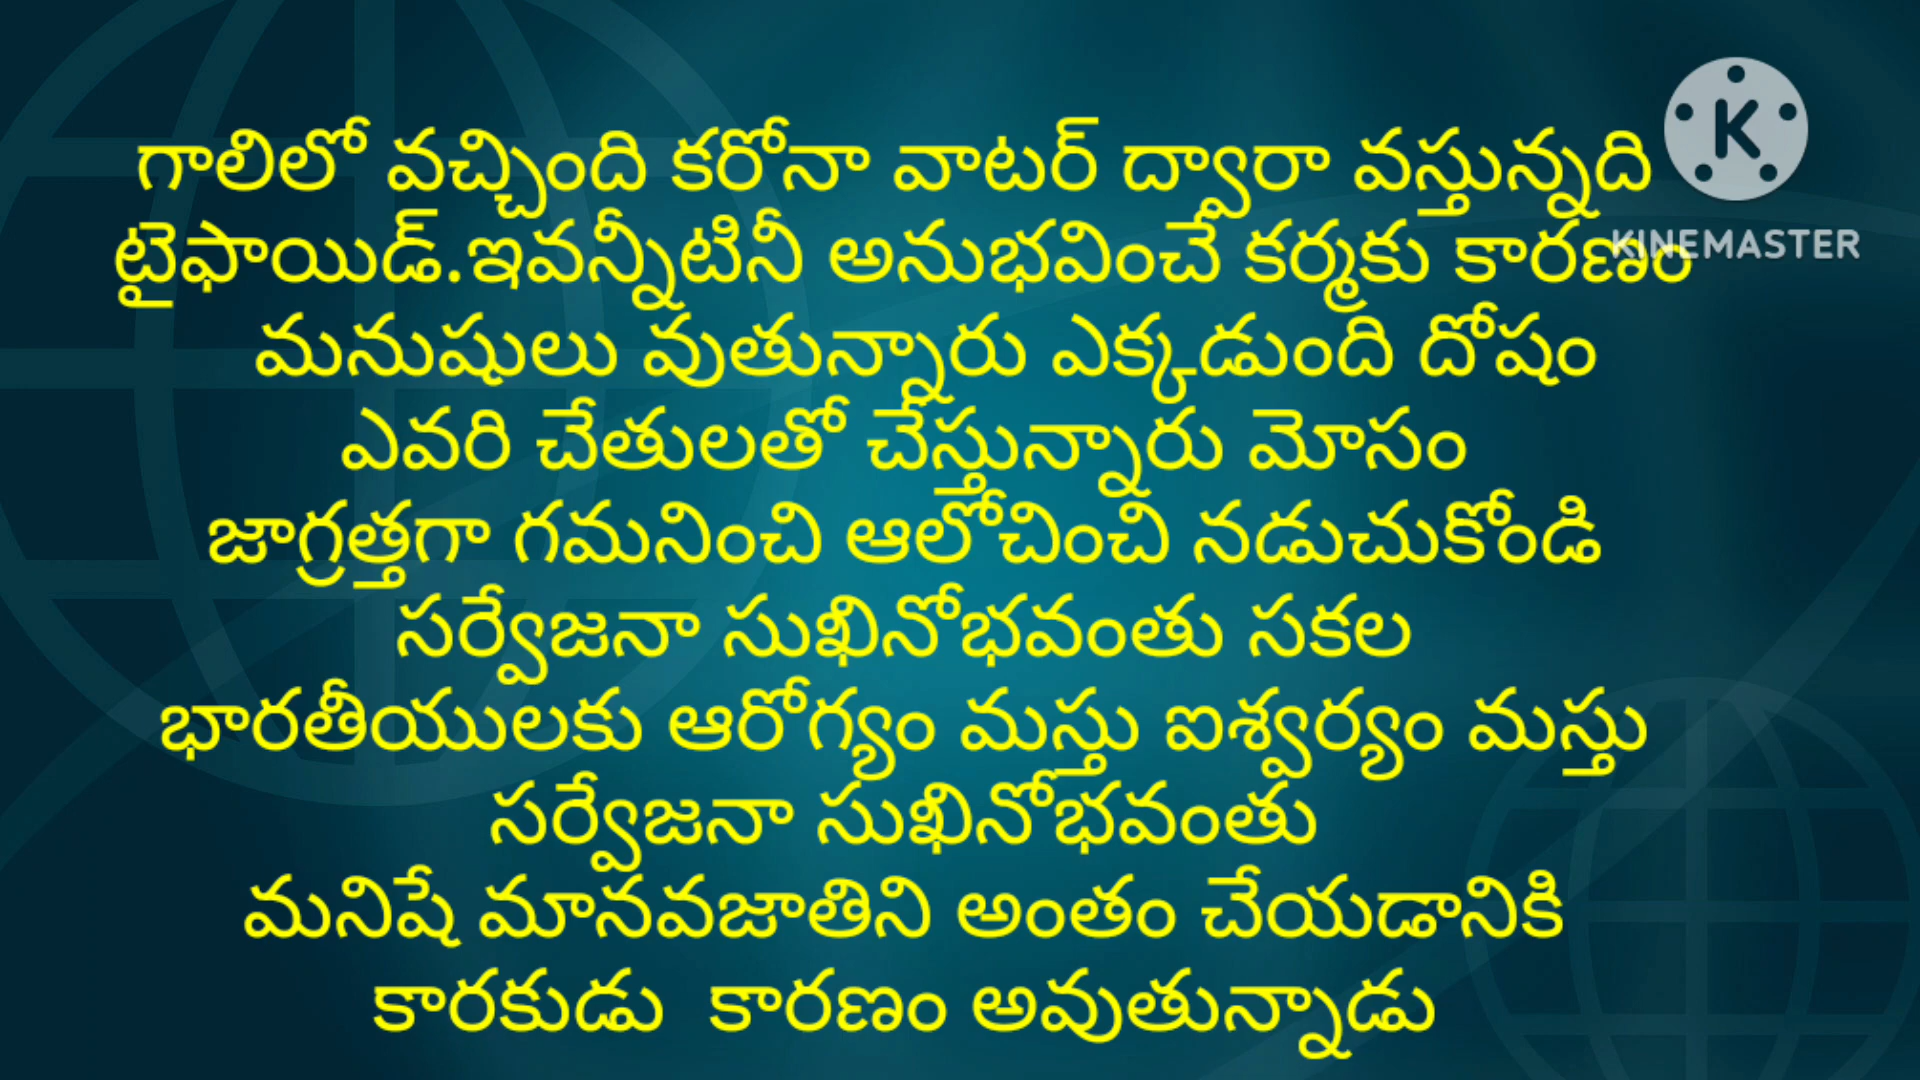 గాలిలో వచ్చింది కరోనా వాటర్ ద్వారా వస్తున్నది
టైఫాయిడ్.ఇవన్నీటినీ అనుభవించే కర్మకు కారణం
మనుషులు వుతున్నారు ఎక్కడుంది దోషం
ఎవరి చేతులతో చేస్తున్నారు మోసం
జాగ్రత్తగా గమనించి ఆలోచించి నడుచుకోండి
సర్వేజనా సుఖినోభవంతు సకల
భారతీయులకు ఆరోగ్యం మస్తు ఐశ్వర్యం మస్తు
సర్వేజనా సుఖినోభవంతు
మనిషే మానవజాతిని అంతం చేయడానికి
కారకుడు కారణం అవుతున్నాడు
K
KINEMASTER